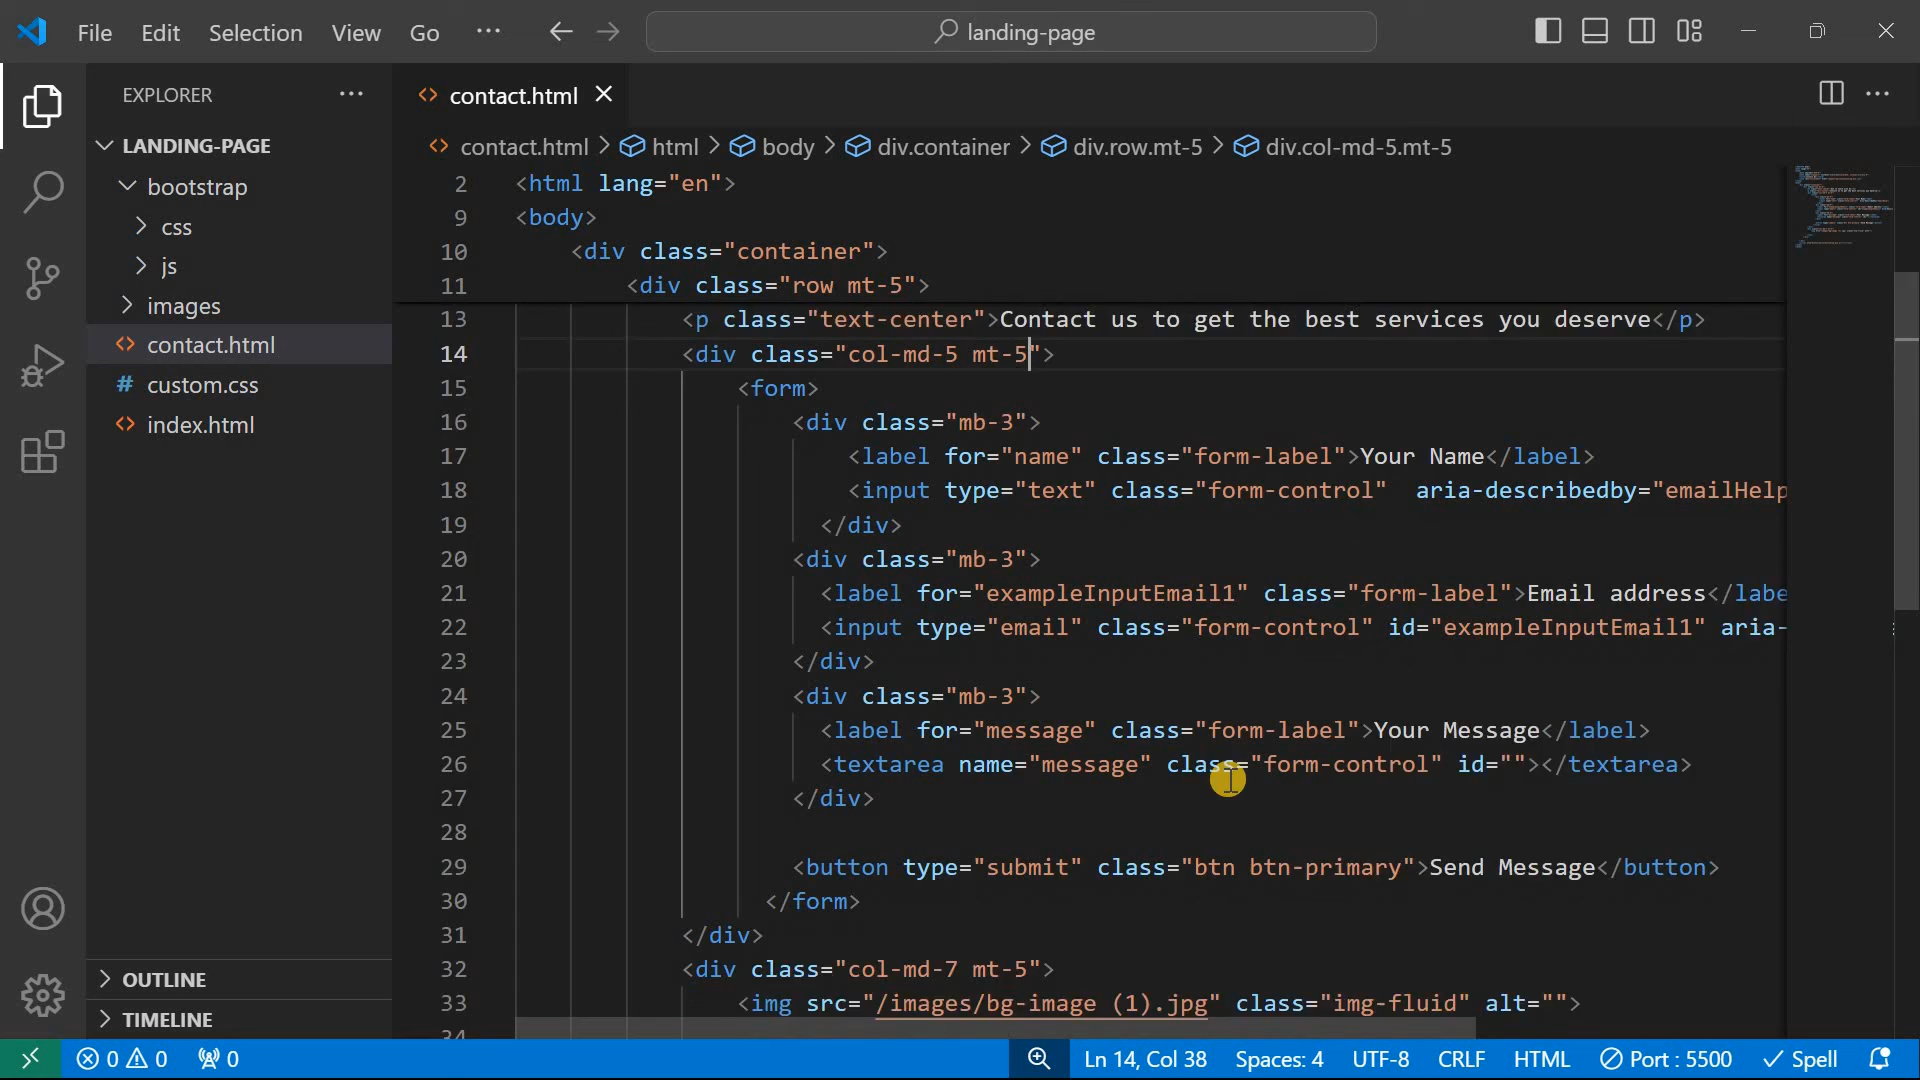 File Edit Selection View Go ··· landing-page
EXPLORER ···
LANDING-PAGE
bootstrap
css
js
images
contact.html
custom.css
index.html
OUTLINE
TIMELINE
contact.html
contact.html > html > body > div.container > div.row.mt-5 > div.col-md-5.mt-5
2 <html lang="en">
9 <body>
10 <div class="container">
11 <div class="row mt-5">
13 <p class="text-center">Contact us to get the best services you deserve</p>
14 <div class="col-md-5 mt-5">
15 <form>
16 <div class="mb-3">
17 <label for="name" class="form-label">Your Name</label>
18 <input type="text" class="form-control" aria-describedby="emailHelp
19 </div>
20 <div class="mb-3">
21 <label for="exampleInputEmail1" class="form-label">Email address</labe
22 <input type="email" class="form-control" id="exampleInputEmail1" aria-
23 </div>
24 <div class="mb-3">
25 <label for="message" class="form-label">Your Message</label>
26 <textarea name="message" class="form-control" id=""></textarea>
27 </div>
28
29 <button type="submit" class="btn btn-primary">Send Message</button>
30 </form>
31 </div>
32 <div class="col-md-7 mt-5">
33 <img src="/images/bg-image (1).jpg" class="img-fluid" alt="">
34
0 0 0 Ln 14, Col 38 Spaces: 4 UTF-8 CRLF HTML Port : 5500 Spell